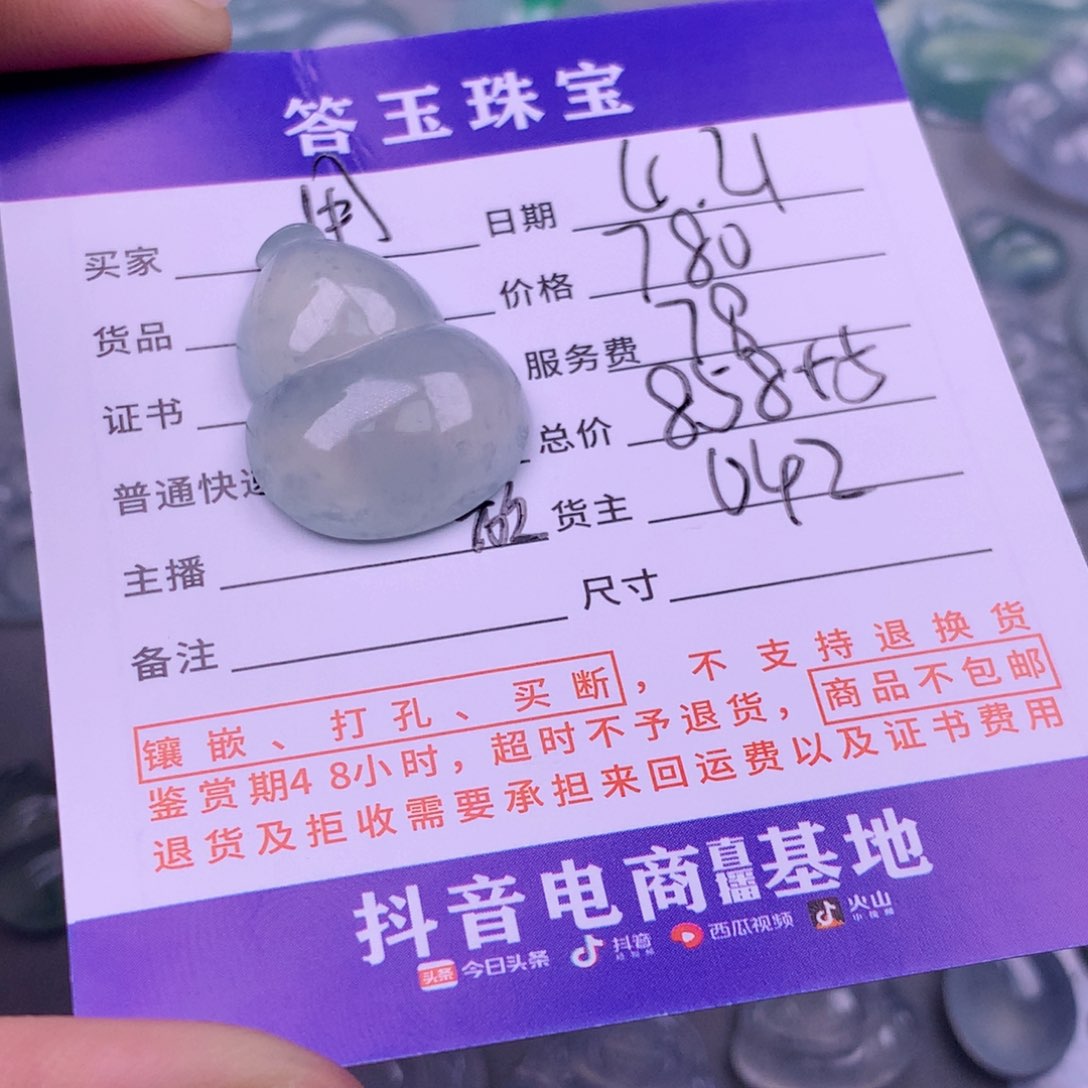 答玉珠宝
买家
日期 6.21
货品
价格 780
证书
服务费 78
普通快
总价 858
主播
货主 042
备注
尺寸
镶嵌、打孔、买断,不支持退换货
鉴赏期48小时,超时不予退货,商品不包邮
退货及拒收需要承担来回运费以及证书费用
抖音电商直播基地
头条 今日头条 抖音 西瓜视频 火山